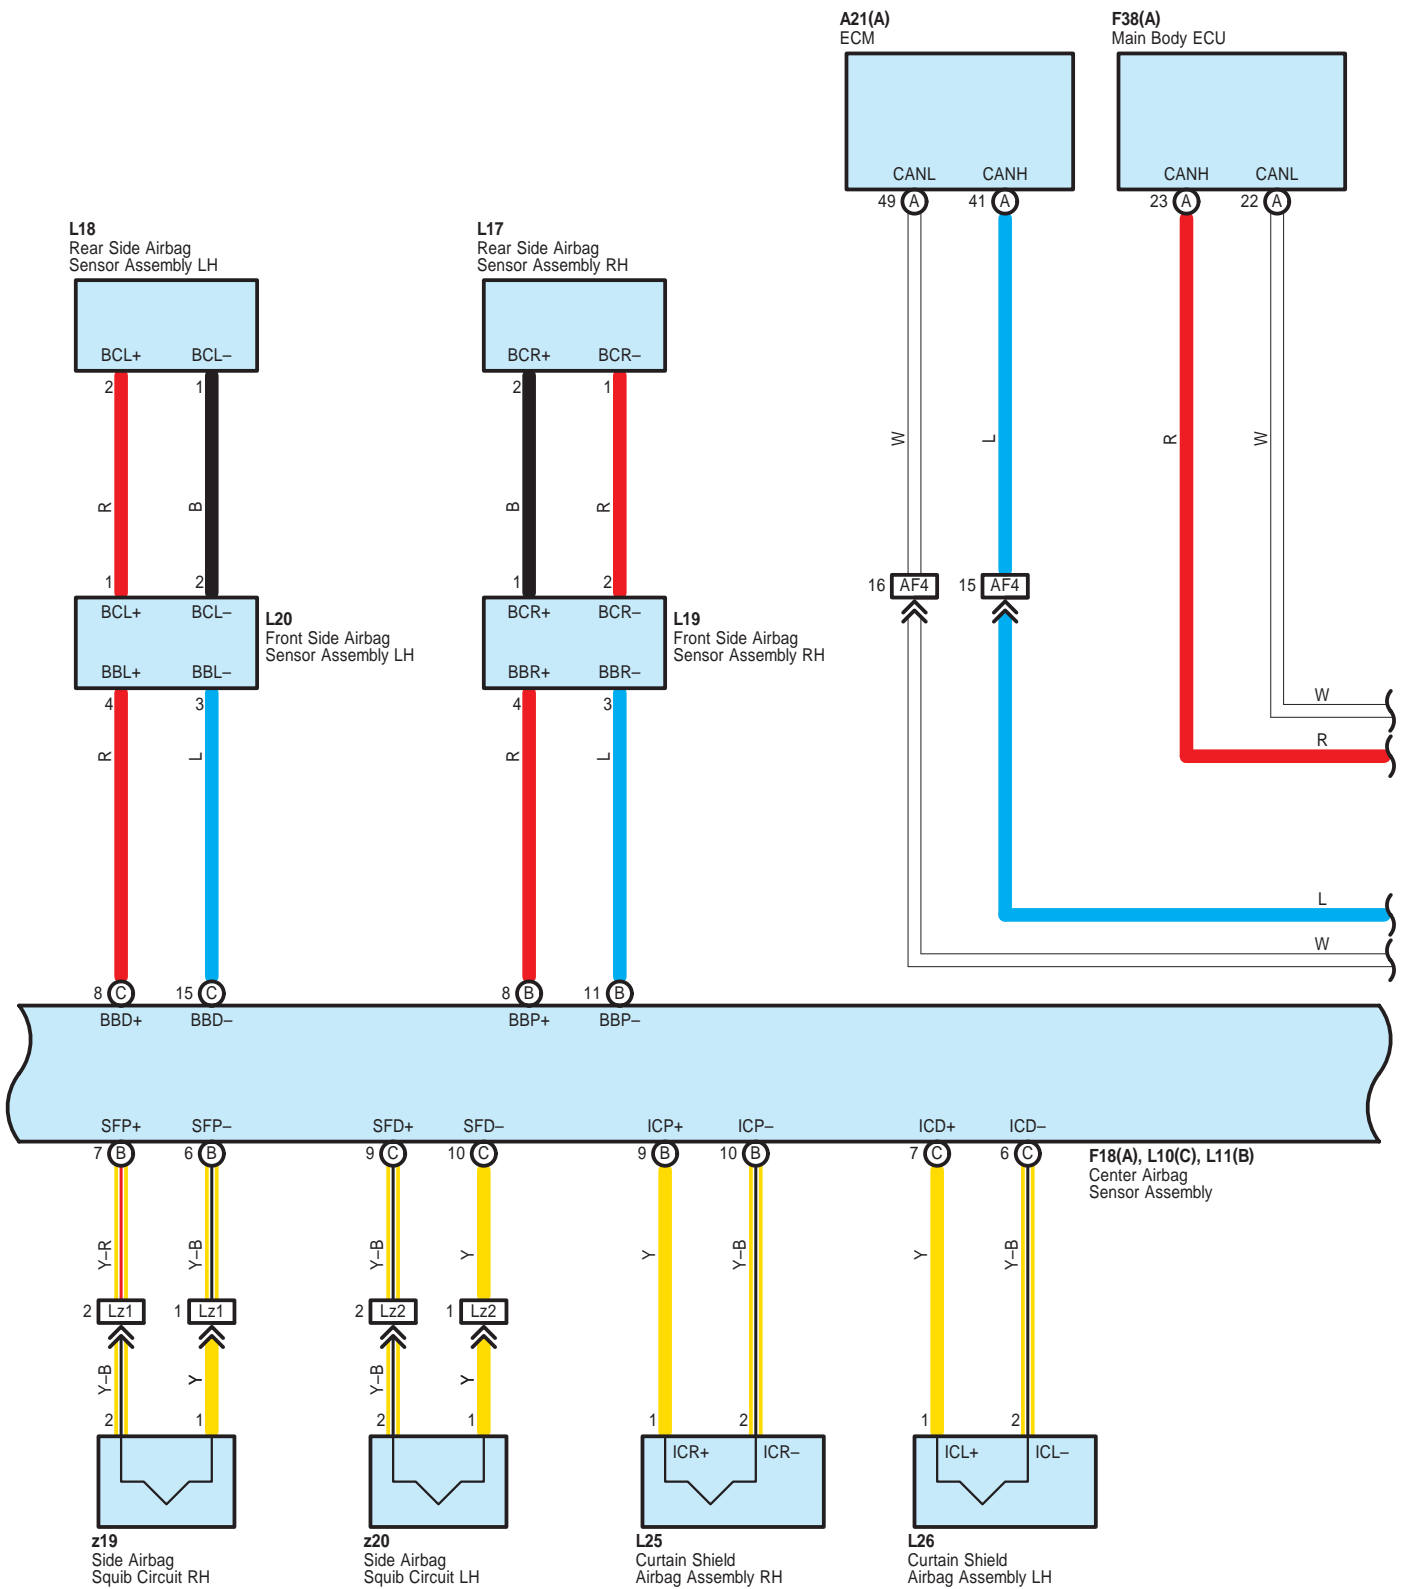 A21(A)
ECM
F38(A)
Main Body ECU
CANL
CANH
CANH
CANL
49
A
41
A
23
A
22
A
L18
Rear Side Airbag
Sensor Assembly LH
L17
Rear Side Airbag
Sensor Assembly RH
BCL+
BCL–
BCR+
BCR–
2
1
2
1
W
L
R
W
R
B
B
R
1
2
1
2
16
AF4
15
AF4
BCL+
BCL–
BCR+
BCR–
L20
Front Side Airbag
Sensor Assembly LH
L19
Front Side Airbag
Sensor Assembly RH
BBL+
BBL–
BBR+
BBR–
4
3
4
3
W
R
R
L
R
L
L
W
8
C
15
C
8
B
11
B
BBD+
BBD–
BBP+
BBP–
SFP+
SFP–
SFD+
SFD–
ICP+
ICP–
ICD+
ICD–
7
B
6
B
9
C
10
C
9
B
10
B
7
C
6
C
F18(A), L10(C), L11(B)
Center Airbag
Sensor Assembly
Y–R
Y–B
Y–B
Y
Y
Y–B
Y
Y–B
2
Lz1
1
Lz1
2
Lz2
1
Lz2
Y–B
Y
Y–B
Y
2
1
2
1
1
2
1
2
ICR+
ICR–
ICL+
ICL–
z19
Side Airbag
Squib Circuit RH
z20
Side Airbag
Squib Circuit LH
L25
Curtain Shield
Airbag Assembly RH
L26
Curtain Shield
Airbag Assembly LH